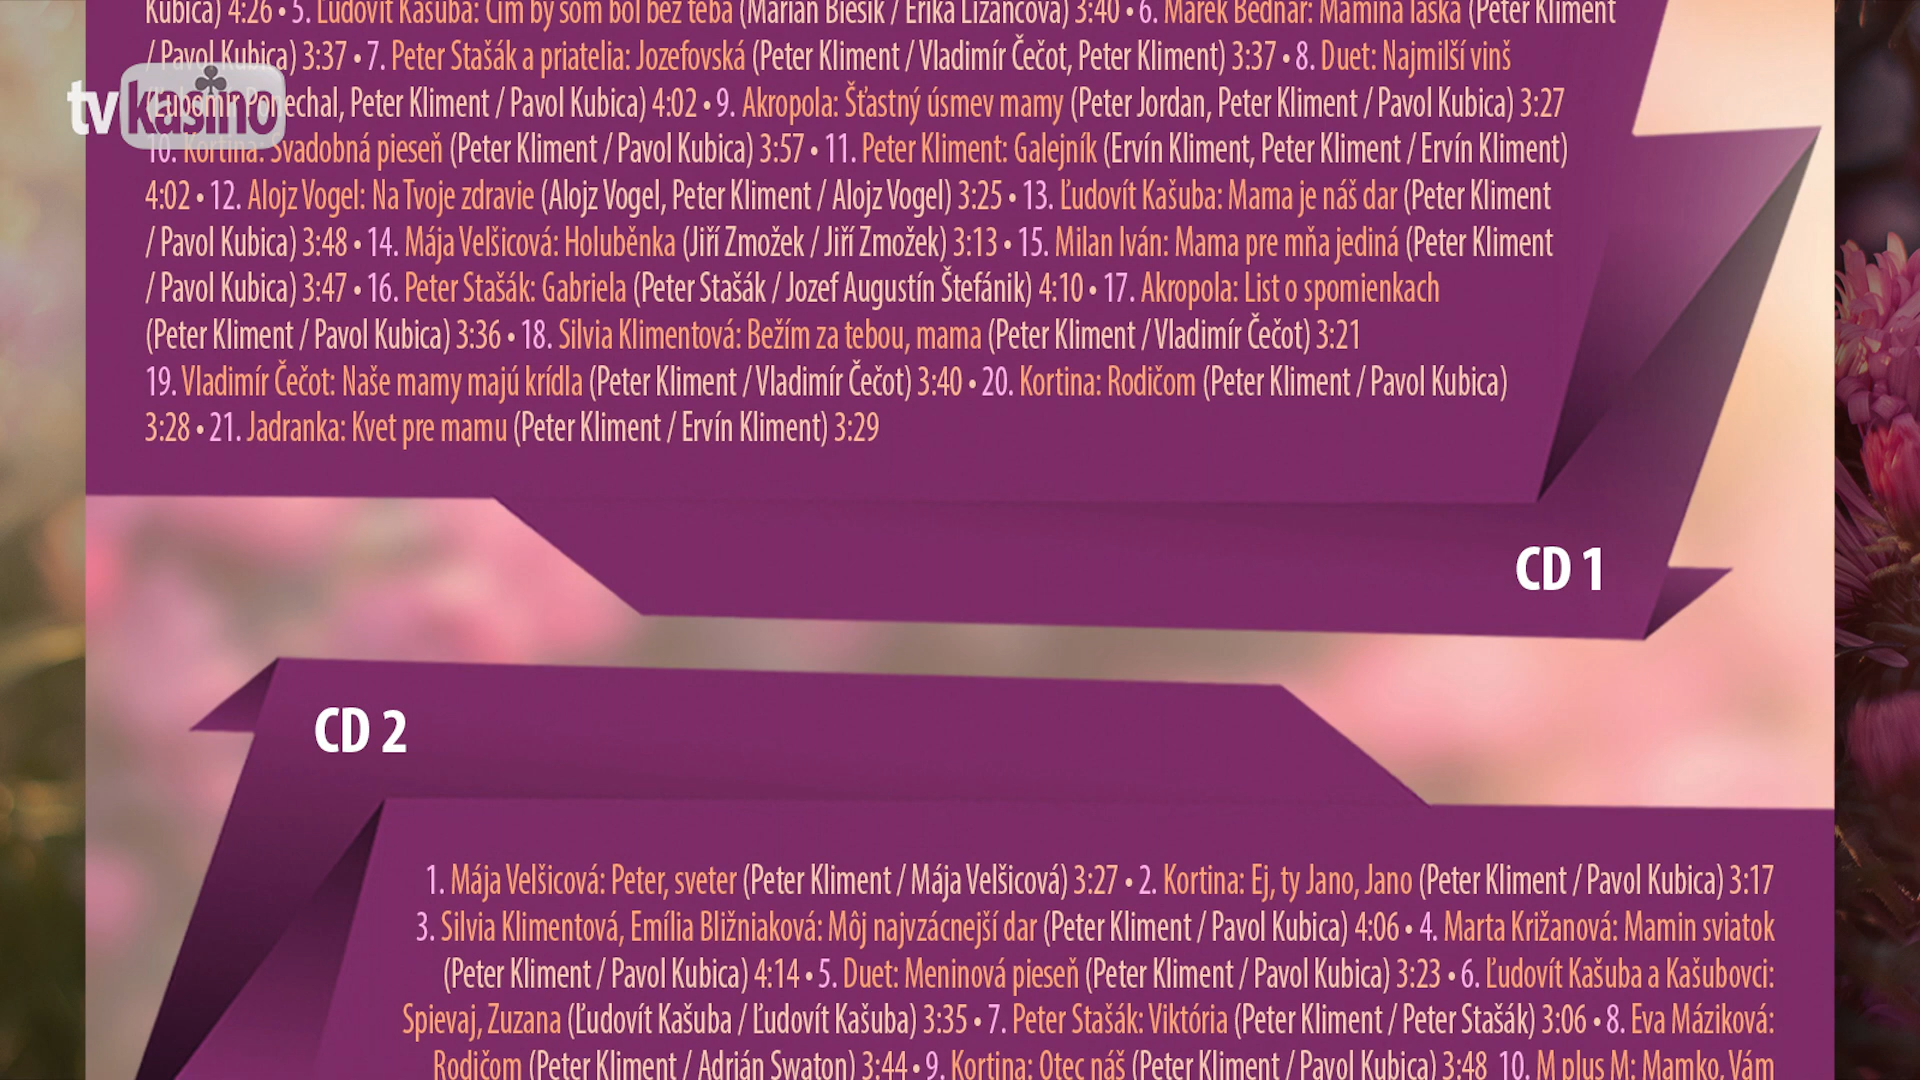 Kubica) 4:26 • 5. Ľudovít Kašuba: Čím by som bol bez teba (Marián Biesik / Erika Lizancová) 3:40 • 6. Marek Bednár: Mamina láska (Peter Kliment
/ Pavol Kubica) 3:37 • 7. Peter Stašák a priatelia: Jozefovská (Peter Kliment / Vladimír Čečot, Peter Kliment) 3:37 • 8. Duet: Najmilší vinš
tvkasino
(Ľubomír Ponechal, Peter Kliment / Pavol Kubica) 4:02 • 9. Akropola: Šťastný úsmev mamy (Peter Jordan, Peter Kliment / Pavol Kubica) 3:27
10. Kortina: Svadobná pieseň (Peter Kliment / Pavol Kubica) 3:57 • 11. Peter Kliment: Galejník (Ervín Kliment, Peter Kliment / Ervín Kliment)
4:02 • 12. Alojz Vogel: Na Tvoje zdravie (Alojz Vogel, Peter Kliment / Alojz Vogel) 3:25 • 13. Ľudovít Kašuba: Mama je náš dar (Peter Kliment
/ Pavol Kubica) 3:48 • 14. Mája Velšicová: Holuběnka (Jiří Zmožek / Jiří Zmožek) 3:13 • 15. Milan Iván: Mama pre mňa jediná (Peter Kliment
/ Pavol Kubica) 3:47 • 16. Peter Stašák: Gabriela (Peter Stašák / Jozef Augustín Štefánik) 4:10 • 17. Akropola: List o spomienkach
(Peter Kliment / Pavol Kubica) 3:36 • 18. Silvia Klimentová: Bežím za tebou, mama (Peter Kliment / Vladimír Čečot) 3:21
19. Vladimír Čečot: Naše mamy majú krídla (Peter Kliment / Vladimír Čečot) 3:40 • 20. Kortina: Rodičom (Peter Kliment / Pavol Kubica)
3:28 • 21. Jadranka: Kvet pre mamu (Peter Kliment / Ervín Kliment) 3:29
CD 1
CD 2
1. Mája Velšicová: Peter, sveter (Peter Kliment / Mája Velšicová) 3:27 • 2. Kortina: Ej, ty Jano, Jano (Peter Kliment / Pavol Kubica) 3:17
3. Silvia Klimentová, Emília Bližniaková: Môj najvzácnejší dar (Peter Kliment / Pavol Kubica) 4:06 • 4. Marta Križanová: Mamin sviatok
(Peter Kliment / Pavol Kubica) 4:14 • 5. Duet: Meninová pieseň (Peter Kliment / Pavol Kubica) 3:23 • 6. Ľudovít Kašuba a Kašubovci:
Spievaj, Zuzana (Ľudovít Kašuba / Ľudovít Kašuba) 3:35 • 7. Peter Stašák: Viktória (Peter Kliment / Peter Stašák) 3:06 • 8. Eva Máziková:
Rodičom (Peter Kliment / Adrián Swaton) 3:44 • 9. Kortina: Otec náš (Peter Kliment / Pavol Kubica) 3:48 10. M plus M: Mamko, Vám